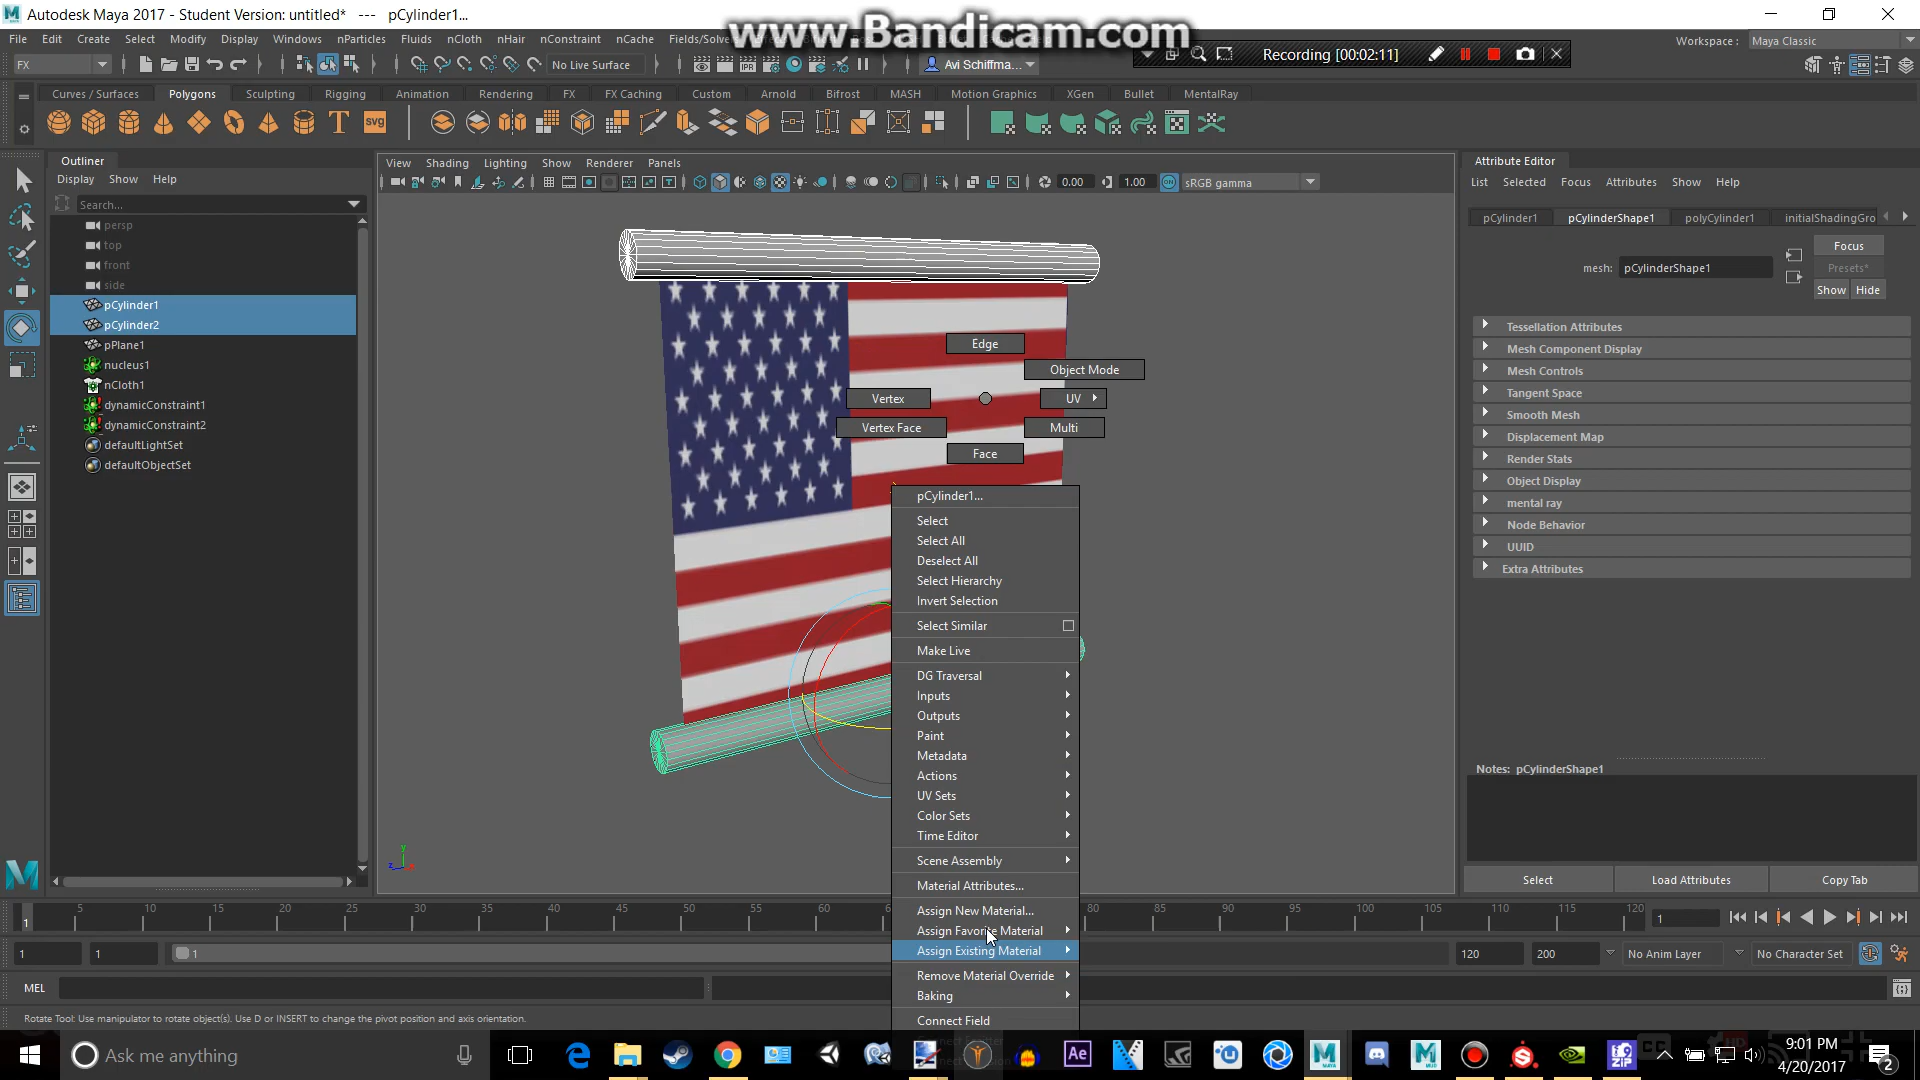 Autodesk Maya 2017 - Student Version: untitled*   ---   pCylinder1...
www.Bandicam.com
File Edit Create Select Modify Display Windows nParticles Fluids nCloth nHair nConstraint nCache Fields/Solvers
Workspace: Maya Classic
Recording [00:02:11]
FX
No Live Surface
Avi Schiffma...
Curves / Surfaces Polygons Sculpting Rigging Animation Rendering FX FX Caching Custom Arnold Bifrost MASH Motion Graphics XGen Bullet MentalRay
T svg
Outliner
Display Show Help
Search...
persp
top
front
side
pCylinder1
pCylinder2
pPlane1
nucleus1
nCloth1
dynamicConstraint1
dynamicConstraint2
defaultLightSet
defaultObjectSet
View Shading Lighting Show Renderer Panels
0.00 1.00 sRGB gamma
Edge
Object Mode
Vertex
UV
Vertex Face
Multi
Face
pCylinder1...
Select
Select All
Deselect All
Select Hierarchy
Invert Selection
Select Similar
Make Live
DG Traversal
Inputs
Outputs
Paint
Metadata
Actions
UV Sets
Color Sets
Time Editor
Scene Assembly
Material Attributes...
Assign New Material...
Assign Favorite Material
Assign Existing Material
Remove Material Override
Baking
Connect Field
y
z
Attribute Editor
List Selected Focus Attributes Show Help
pCylinder1 pCylinderShape1 polyCylinder1 initialShadingGro
mesh: pCylinderShape1
Focus
Presets*
Show Hide
Tessellation Attributes
Mesh Component Display
Mesh Controls
Tangent Space
Smooth Mesh
Displacement Map
Render Stats
Object Display
mental ray
Node Behavior
UUID
Extra Attributes
Notes: pCylinderShape1
Select Load Attributes Copy Tab
1 5 10 15 20 25 30 35 40 45 50 55 60 80 85 90 95 100 105 110 115 120 1
1 1 1 120 200 No Anim Layer No Character Set
MEL
Rotate Tool: Use manipulator to rotate object(s). Use D or INSERT to change the pivot position and axis orientation.
Ask me anything
Ae
ZIP
9:01 PM
4/20/2017
2